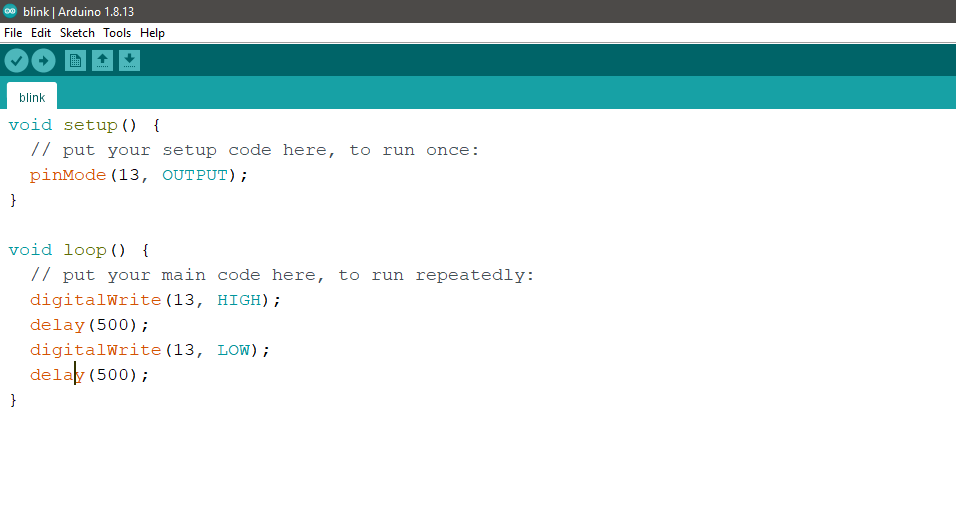 blink | Arduino 1.8.13
File Edit Sketch Tools Help
blink
void setup() {
  // put your setup code here, to run once:
  pinMode(13, OUTPUT);
}
void loop() {
  // put your main code here, to run repeatedly:
  digitalWrite(13, HIGH);
  delay(500);
  digitalWrite(13, LOW);
  delay(500);
}